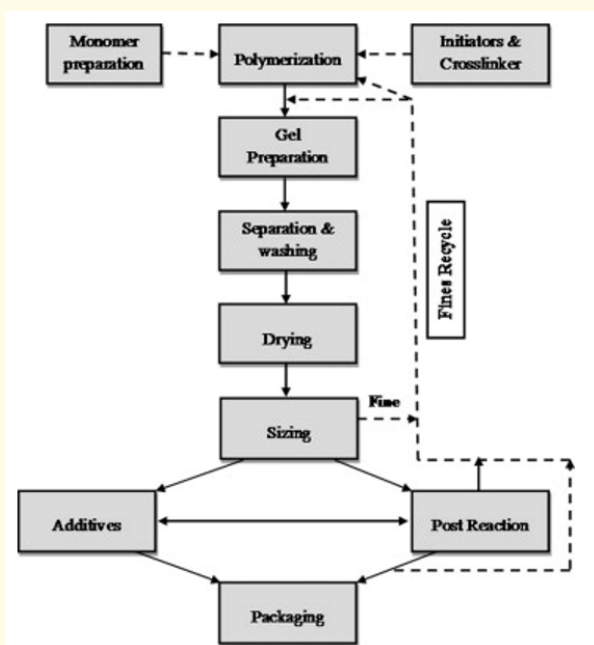 Monomer
preparation
Polymerization
Initiators &
Crosslinker
Gel
Preparation
Separation &
washing
Fines Recycle
Drying
Fine
Sizing
Additives
Post Reaction
Packaging